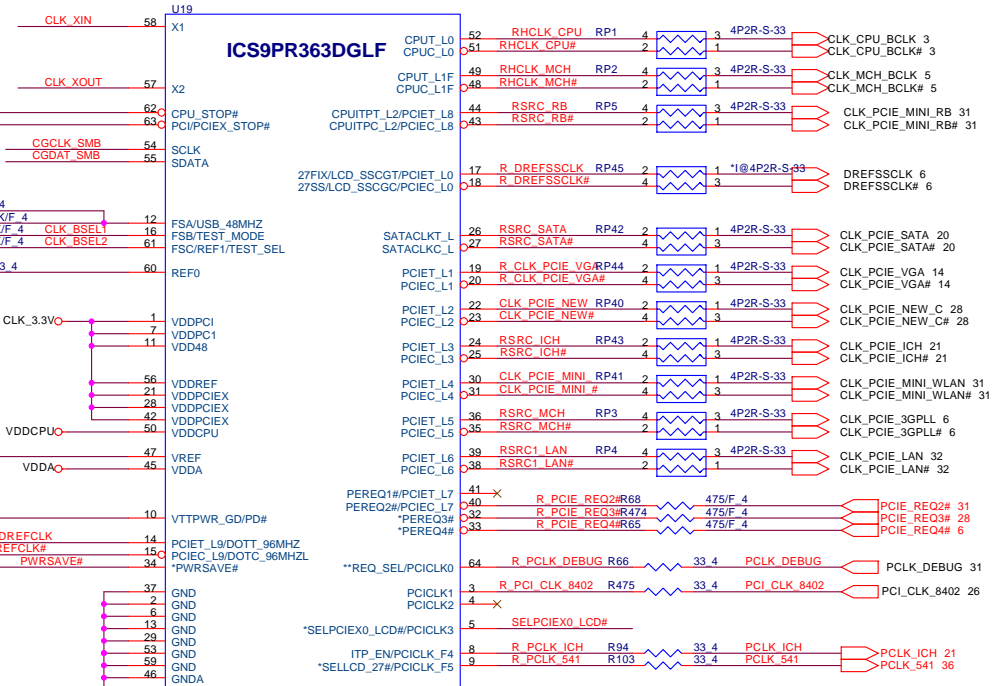 U19
ICS9PR363DGLF
CLK_XIN 58 X1
CPUT_L0 52 RHCLK_CPU RP1 4 3 4P2R-S-33 CLK_CPU_BCLK 3
CPUC_L0 51 RHCLK_CPU# 2 1 CLK_CPU_BCLK# 3
CPUT_L1F 49 RHCLK_MCH RP2 4 3 4P2R-S-33 CLK_MCH_BCLK 5
CLK_XOUT 57 X2 CPUC_L1F 48 RHCLK_MCH# 2 1 CLK_MCH_BCLK# 5
62 CPU_STOP# CPUITPT_L2/PCIET_L8 44 RSRC_RB RP5 4 3 4P2R-S-33 CLK_PCIE_MINI_RB 31
63 PCI/PCIEX_STOP# CPUITPC_L2/PCIEC_L8 43 RSRC_RB# 2 1 CLK_PCIE_MINI_RB# 31
CGCLK_SMB 54 SCLK
CGDAT_SMB 55 SDATA
27FIX/LCD_SSCGT/PCIET_L0 17 R_DREFSSCLK RP45 2 1 *I@4P2R-S-33 DREFSSCLK 6
27SS/LCD_SSCGC/PCIEC_L0 18 R_DREFSSCLK# 4 3 DREFSSCLK# 6
4
12 FSA/USB_48MHZ
K/F_4 CLK_BSEL1 16 FSB/TEST_MODE SATACLKT_L 26 RSRC_SATA RP42 2 1 4P2R-S-33 CLK_PCIE_SATA 20
K/F_4 CLK_BSEL2 61 FSC/REF1/TEST_SEL SATACLKC_L 27 RSRC_SATA# 4 3 CLK_PCIE_SATA# 20
3_4 60 REF0 PCIET_L1 19 R_CLK_PCIE_VGA RP44 2 1 4P2R-S-33 CLK_PCIE_VGA 14
PCIEC_L1 20 R_CLK_PCIE_VGA# 4 3 CLK_PCIE_VGA# 14
PCIET_L2 22 CLK_PCIE_NEW RP40 2 1 4P2R-S-33 CLK_PCIE_NEW_C 28
CLK_3.3V 1 VDDPCI PCIEC_L2 23 CLK_PCIE_NEW# 4 3 CLK_PCIE_NEW_C# 28
7 VDDPC1
11 VDD48 PCIET_L3 24 RSRC_ICH RP43 2 1 4P2R-S-33 CLK_PCIE_ICH 21
PCIEC_L3 25 RSRC_ICH# 4 3 CLK_PCIE_ICH# 21
56 VDDREF PCIET_L4 30 CLK_PCIE_MINI_ RP41 2 1 4P2R-S-33 CLK_PCIE_MINI_WLAN 31
21 VDDPCIEX PCIEC_L4 31 CLK_PCIE_MINI_# 4 3 CLK_PCIE_MINI_WLAN# 31
28 VDDPCIEX
42 VDDPCIEX PCIET_L5 36 RSRC_MCH RP3 4 3 4P2R-S-33 CLK_PCIE_3GPLL 6
VDDCPU 50 VDDCPU PCIEC_L5 35 RSRC_MCH# 2 1 CLK_PCIE_3GPLL# 6
47 VREF PCIET_L6 39 RSRC1_LAN RP4 4 3 4P2R-S-33 CLK_PCIE_LAN 32
VDDA 45 VDDA PCIEC_L6 38 RSRC1_LAN# 2 1 CLK_PCIE_LAN# 32
PEREQ1#/PCIET_L7 41
PEREQ2#/PCIEC_L7 40 R_PCIE_REQ2# R68 475/F_4 PCIE_REQ2# 31
10 VTTPWR_GD/PD# *PEREQ3# 32 R_PCIE_REQ3# R474 475/F_4 PCIE_REQ3# 28
*PEREQ4# 33 R_PCIE_REQ4# R65 475/F_4 PCIE_REQ4# 6
DREFCLK 14 PCIET_L9/DOTT_96MHZ
REFCLK# 15 PCIEC_L9/DOTC_96MHZL
PWRSAVE# 34 *PWRSAVE# **REQ_SEL/PCICLK0 64 R_PCLK_DEBUG R66 33_4 PCLK_DEBUG PCLK_DEBUG 31
37 GND PCICLK1 3 R_PCI_CLK_8402 R475 33_4 PCI_CLK_8402 PCI_CLK_8402 26
2 GND PCICLK2 4
6 GND
13 GND *SELPCIEX0_LCD#/PCICLK3 5 SELPCIEX0_LCD#
29 GND
53 GND ITP_EN/PCICLK_F4 8 R_PCLK_ICH R94 33_4 PCLK_ICH PCLK_ICH 21
59 GND *SELLCD_27#/PCICLK_F5 9 R_PCLK_541 R103 33_4 PCLK_541 PCLK_541 36
46 GNDA